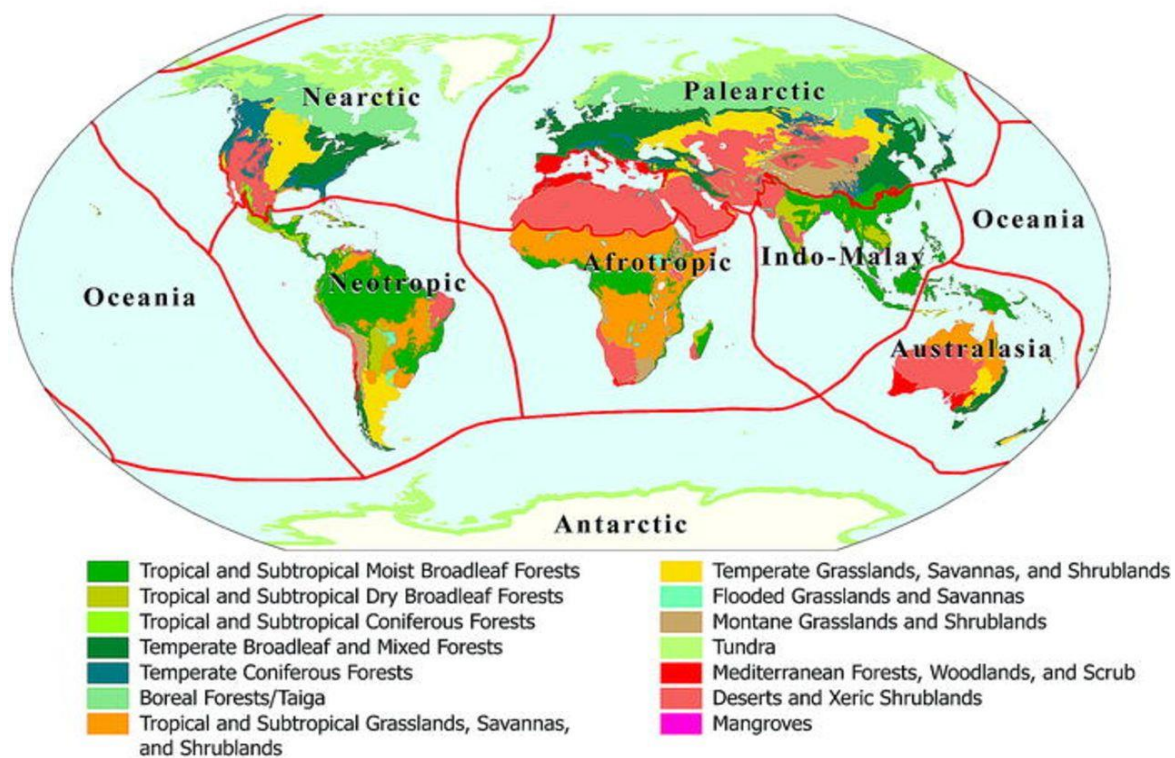 Nearctic
Palearctic
Oceania
Oceania
Neotropic
Afrotropic
Indo-Malay
Australasia
Antarctic
Tropical and Subtropical Moist Broadleaf Forests
Tropical and Subtropical Dry Broadleaf Forests
Tropical and Subtropical Coniferous Forests
Temperate Broadleaf and Mixed Forests
Temperate Coniferous Forests
Boreal Forests/Taiga
Tropical and Subtropical Grasslands, Savannas,
and Shrublands
Temperate Grasslands, Savannas, and Shrublands
Flooded Grasslands and Savannas
Montane Grasslands and Shrublands
Tundra
Mediterranean Forests, Woodlands, and Scrub
Deserts and Xeric Shrublands
Mangroves